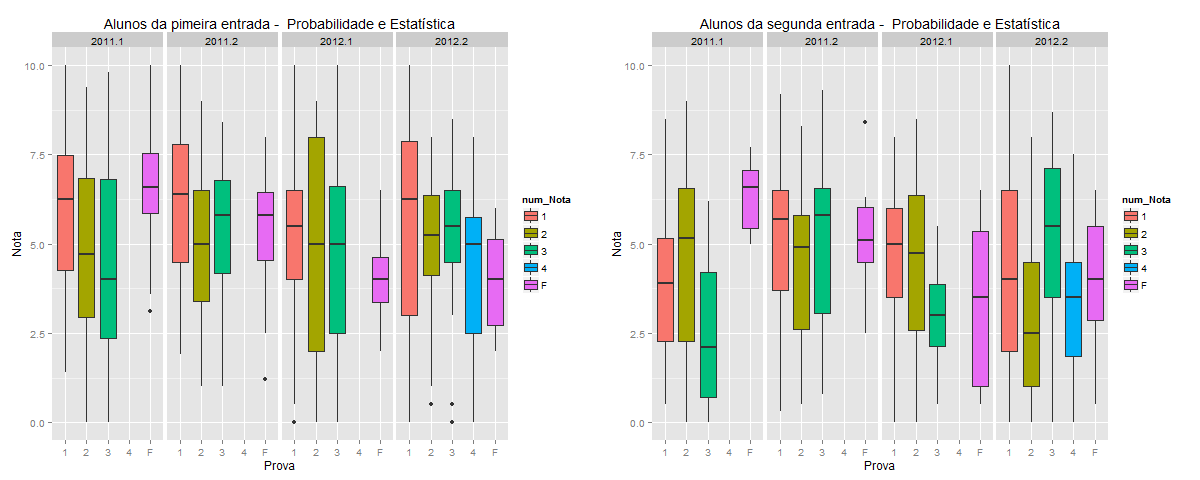 Alunos da pimeira entrada - Probabilidade e Estatística
2011.1 2011.2 2012.1 2012.2
10.0
7.5
5.0
2.5
0.0
Nota
1 2 3 4 F 1 2 3 4 F 1 2 3 4 F 1 2 3 4 F
Prova
num_Nota
1
2
3
4
F
Alunos da segunda entrada - Probabilidade e Estatística
2011.1 2011.2 2012.1 2012.2
10.0
7.5
5.0
2.5
0.0
Nota
1 2 3 4 F 1 2 3 4 F 1 2 3 4 F 1 2 3 4 F
Prova
num_Nota
1
2
3
4
F